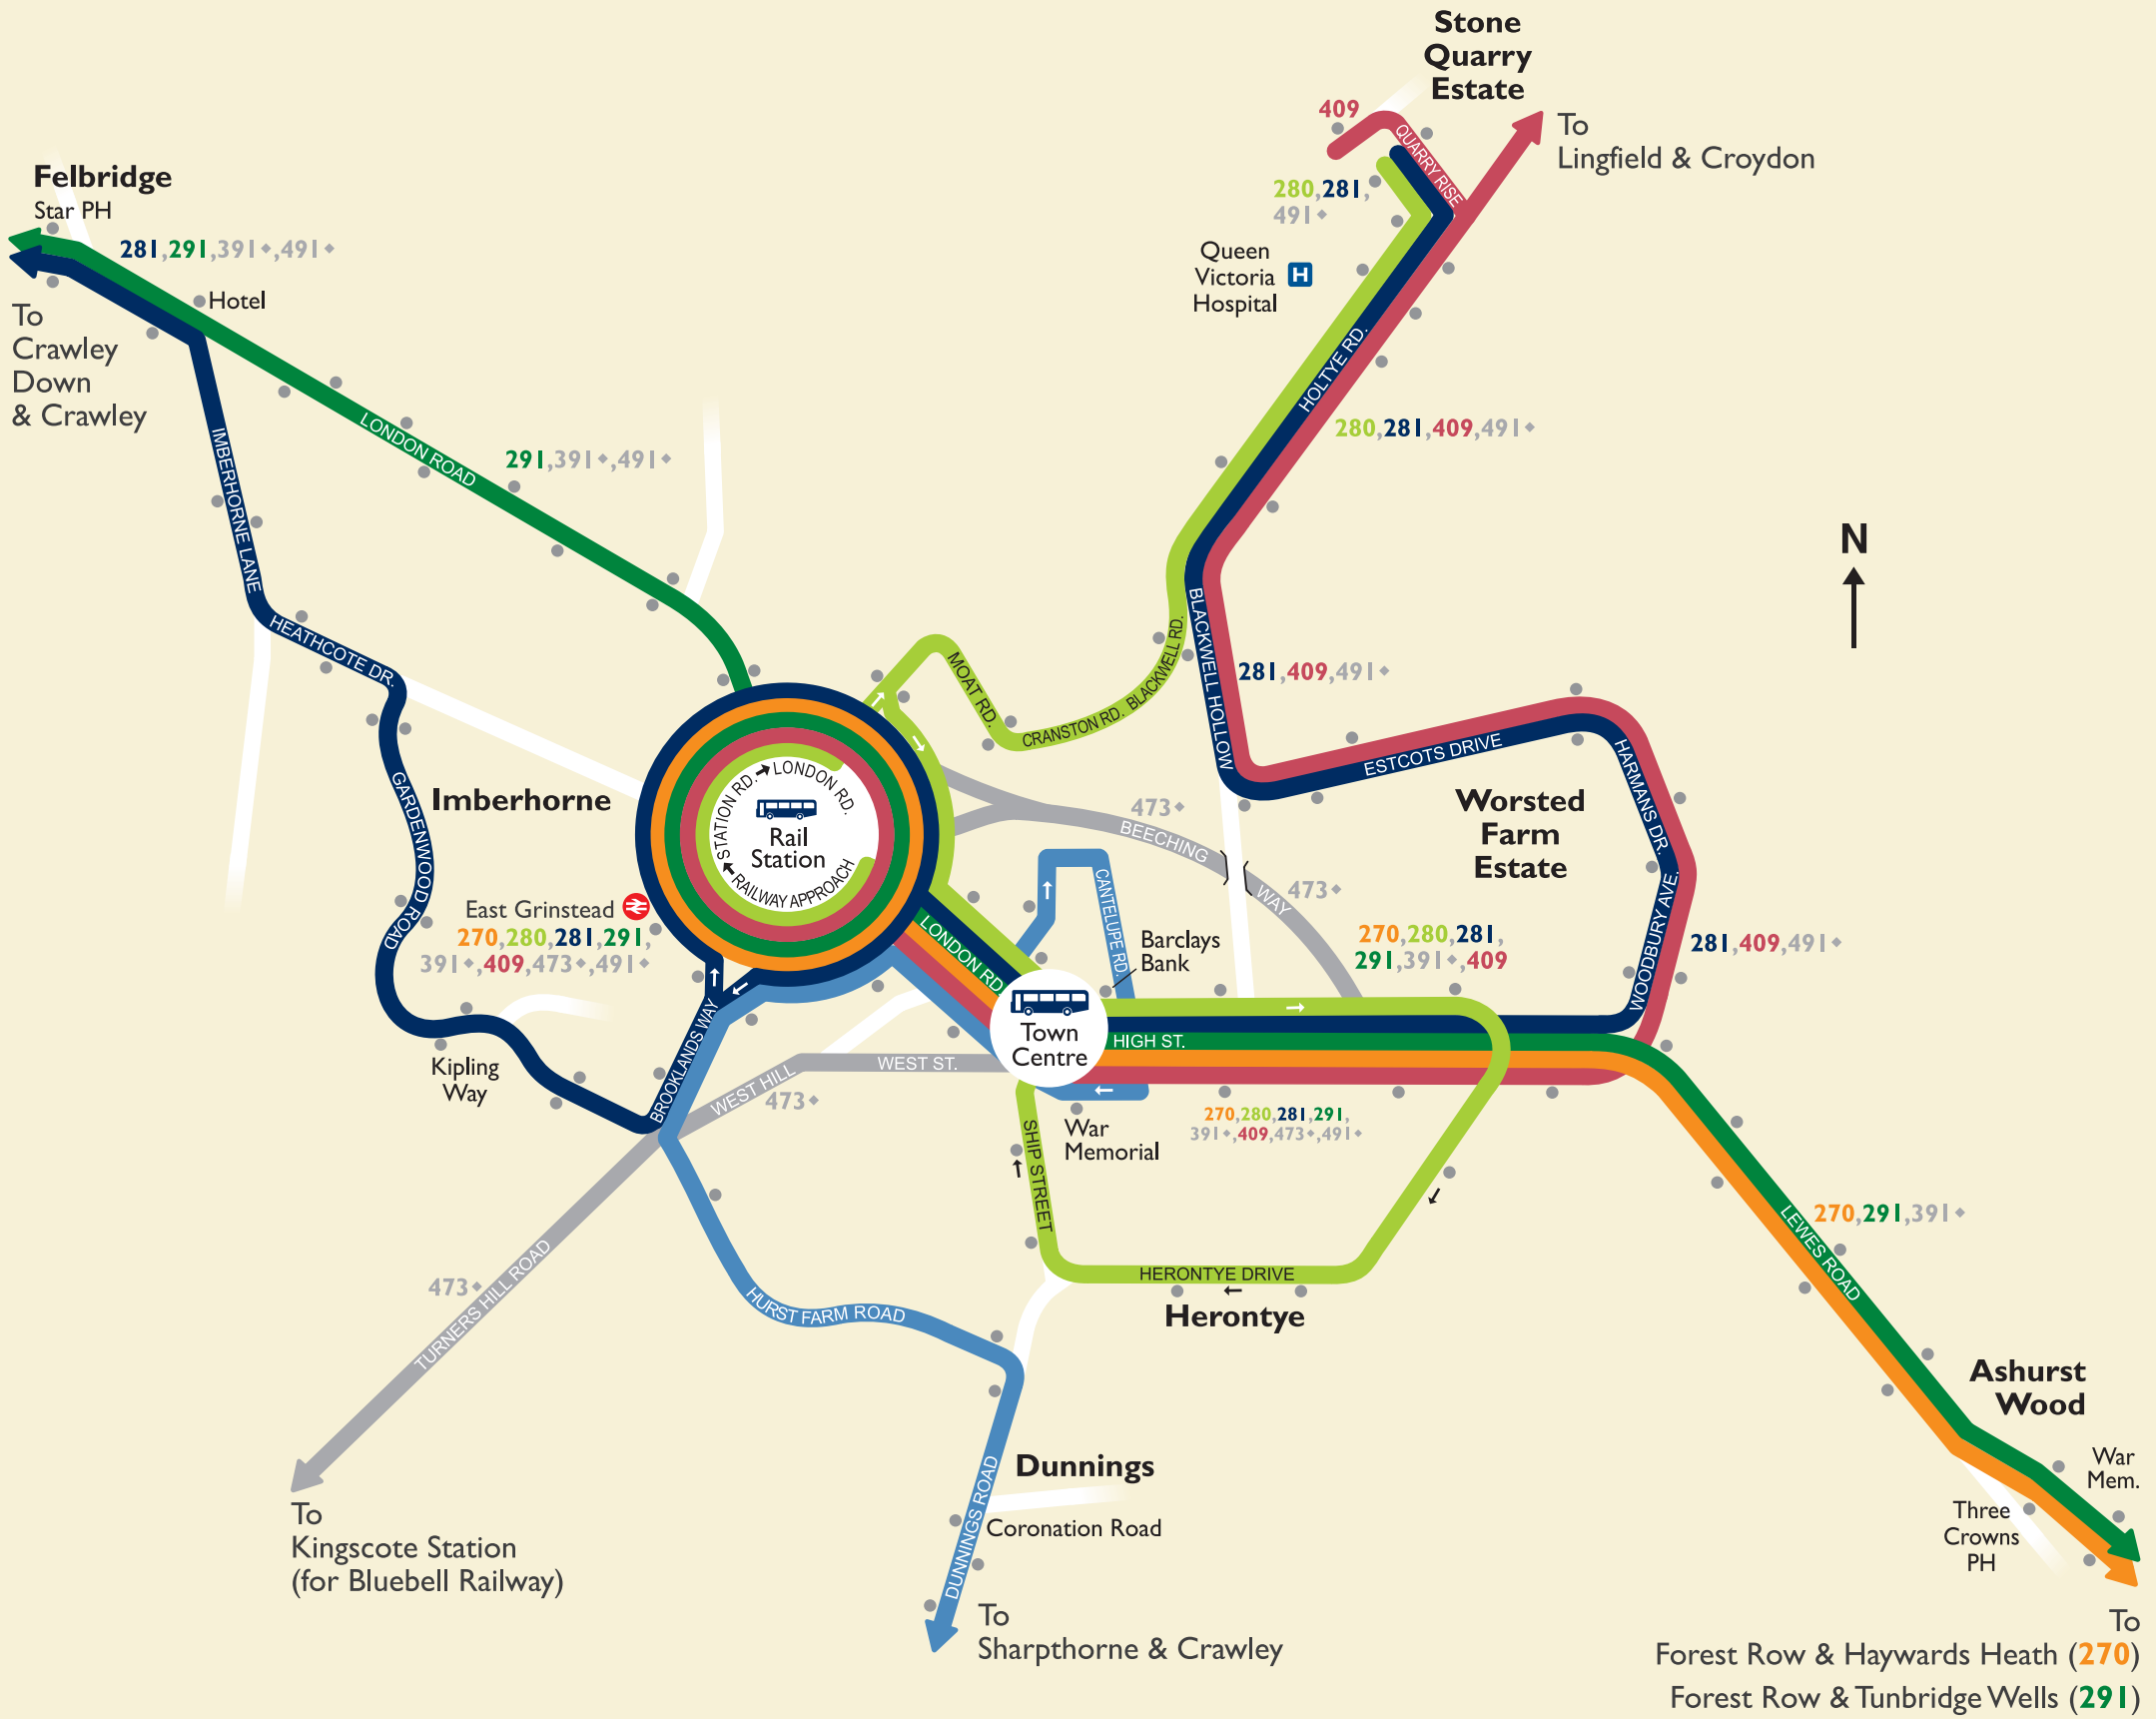 Stone
Quarry
Estate
409
QUARRY RISE
To
Lingfield & Croydon
Felbridge
Star PH
281,291,391◆,491◆
280,281,
491◆
Hotel
Queen
Victoria
Hospital
H
To
Crawley
Down
& Crawley
HOLTYE RD.
LONDON ROAD
280,281,409,491◆
IMBERHORNE LANE
291,391◆,491◆
N
HEATHCOTE DR.
BLACKWELL HOLLOW
MOAT RD.
CRANSTON RD.
BLACKWELL RD.
281,409,491◆
ESTCOTS DRIVE
HARMANS DR.
GARDENWOOD ROAD
Imberhorne
STATION RD.
LONDON RD.
Rail
Station
RAILWAY APPROACH
473◆
BEECHING
WAY
473◆
Worsted
Farm
Estate
WOODBURY AVE.
CANTELUPE RD.
East Grinstead
270,280,281,291,
391◆,409,473◆,491◆
LONDON RD.
Barclays
Bank
270,280,281,
291,391◆,409
281,409,491◆
BROOKLANDS WAY
Town
Centre
HIGH ST.
WEST ST.
WEST HILL
473◆
Kipling
Way
War
Memorial
270,280,281,291,
391◆,409,473◆,491◆
SHIP STREET
270,291,391◆
LEWES ROAD
HERONTYE DRIVE
Herontye
473◆
TURNERS HILL ROAD
HURST FARM ROAD
Ashurst
Wood
War
Mem.
Dunnings
DUNNINGS ROAD
Coronation Road
Three
Crowns
PH
To
Kingscote Station
(for Bluebell Railway)
To
Sharpthorne & Crawley
To
Forest Row & Haywards Heath (270)
Forest Row & Tunbridge Wells (291)